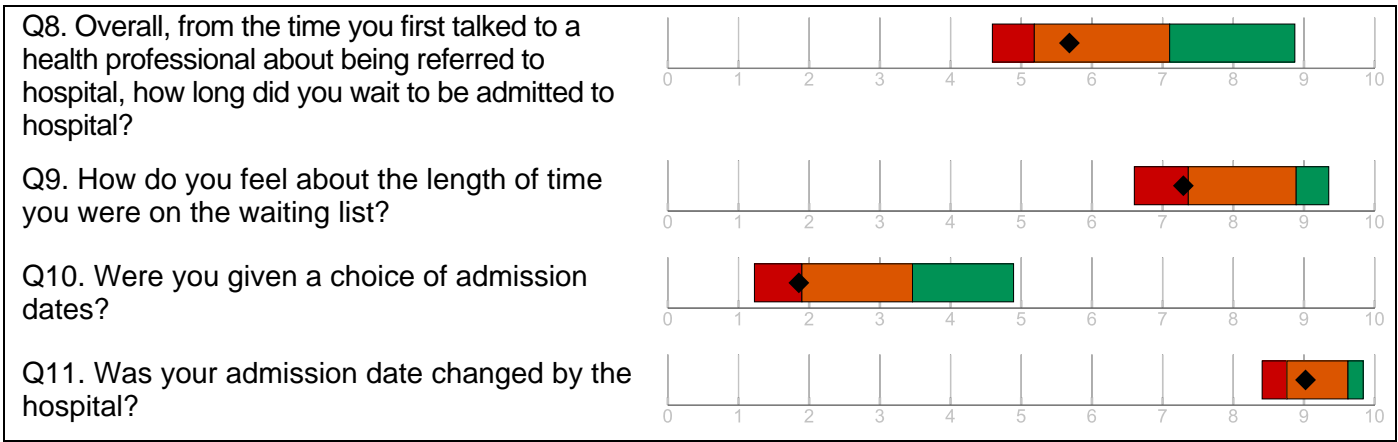 Q8. Overall, from the time you first talked to a
health professional about being referred to
hospital, how long did you wait to be admitted to
hospital?
0 1 2 3 4 5 6 7 8 9 10
Q9. How do you feel about the length of time
you were on the waiting list?
0 1 2 3 4 5 6 7 8 9 10
Q10. Were you given a choice of admission
dates?
0 1 2 3 4 5 6 7 8 9 10
Q11. Was your admission date changed by the
hospital?
0 1 2 3 4 5 6 7 8 9 10